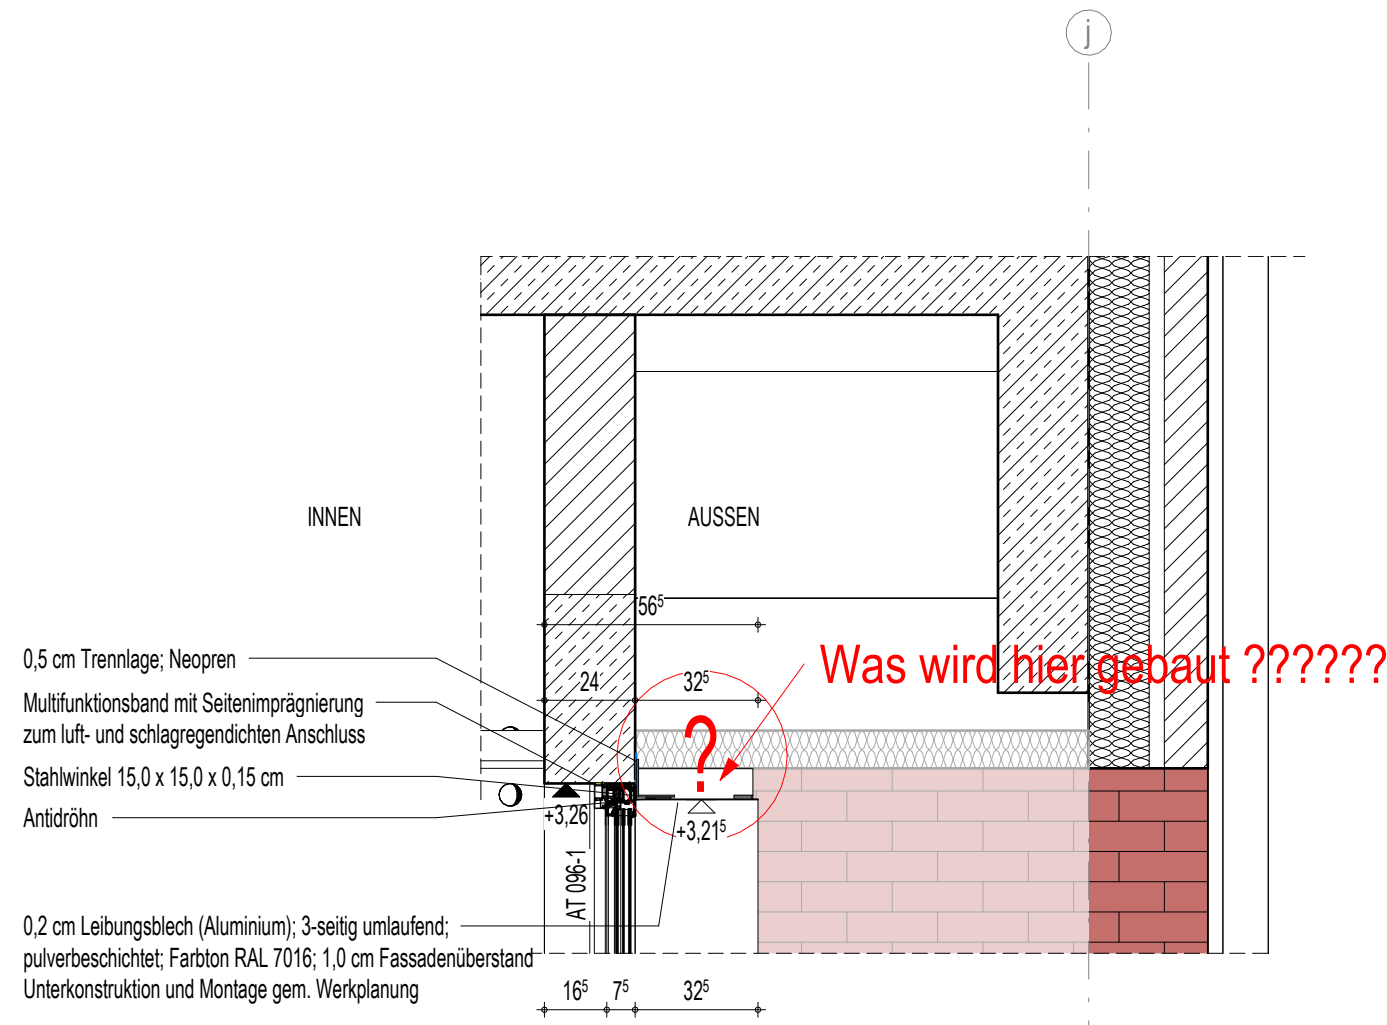 j
INNEN
AUSSEN
56⁵
0,5 cm Trennlage; Neopren
Was wird hier gebaut ??????
24
32⁵
Multifunktionsband mit Seitenimprägnierung
zum luft- und schlagregendichten Anschluss
?
Stahlwinkel 15,0 x 15,0 x 0,15 cm
Antidröhn
+3,26
+3,21⁵
AT 096-1
0,2 cm Leibungsblech (Aluminium); 3-seitig umlaufend;
pulverbeschichtet; Farbton RAL 7016; 1,0 cm Fassadenüberstand
Unterkonstruktion und Montage gem. Werkplanung
16⁵
7⁵
32⁵